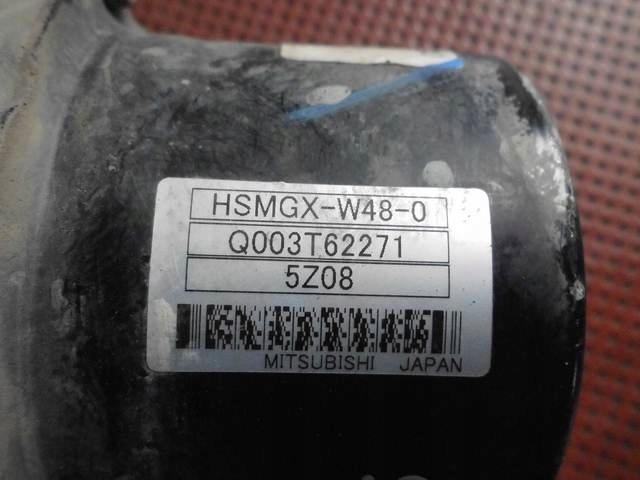 HSMGX-W48-0
Q003T62271
5Z08
MITSUBISHI JAPAN